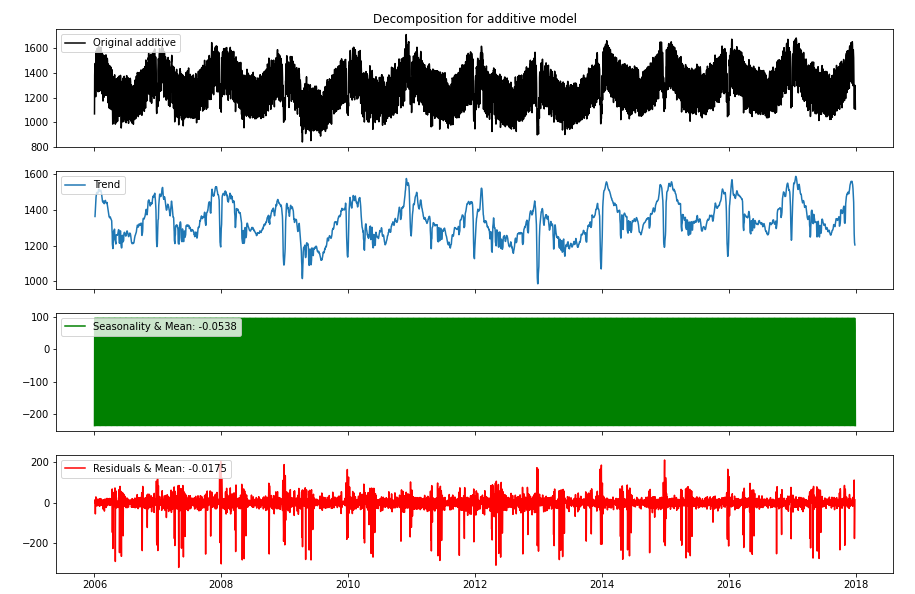 Decomposition for additive model
Original additive
1600
1400
1200
1000
800
Trend
1600
1400
1200
1000
Seasonality & Mean: -0.0538
100
0
−100
−200
Residuals & Mean: -0.0175
200
0
−200
2006 2008 2010 2012 2014 2016 2018